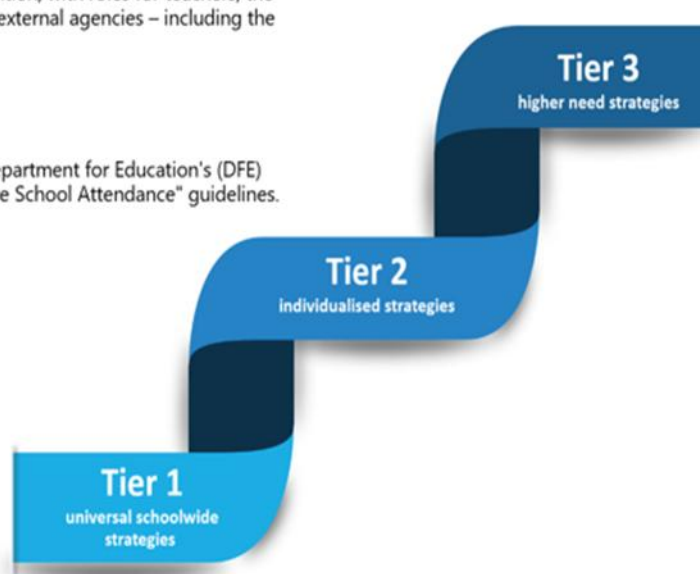 external agencies – including the
Department for Education's (DFE)
School Attendance" guidelines.
Tier 3
higher need strategies
Tier 2
individualised strategies
Tier 1
universal schoolwide
strategies